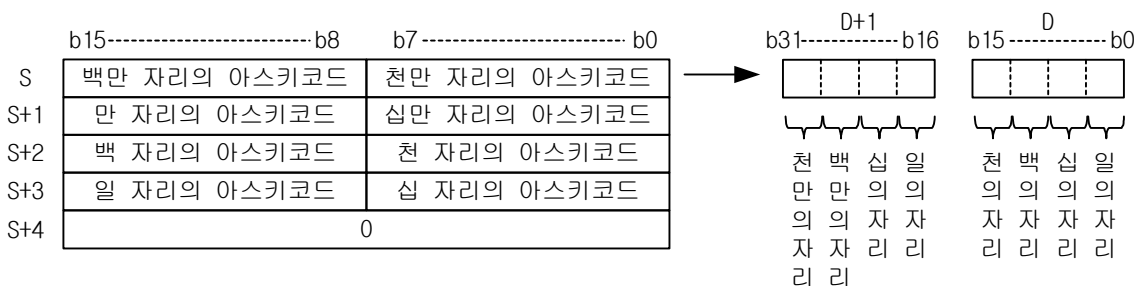 D+1 D
b15 b8 b7 b0 b31 b16 b15 b0
S 백만 자리의 아스키코드 천만 자리의 아스키코드
S+1 만 자리의 아스키코드 십만 자리의 아스키코드
S+2 백 자리의 아스키코드 천 자리의 아스키코드
S+3 일 자리의 아스키코드 십 자리의 아스키코드
S+4 0
천만의자리
백만의자리
십의자리
일의자리
천의자리
백의자리
십의자리
일의자리